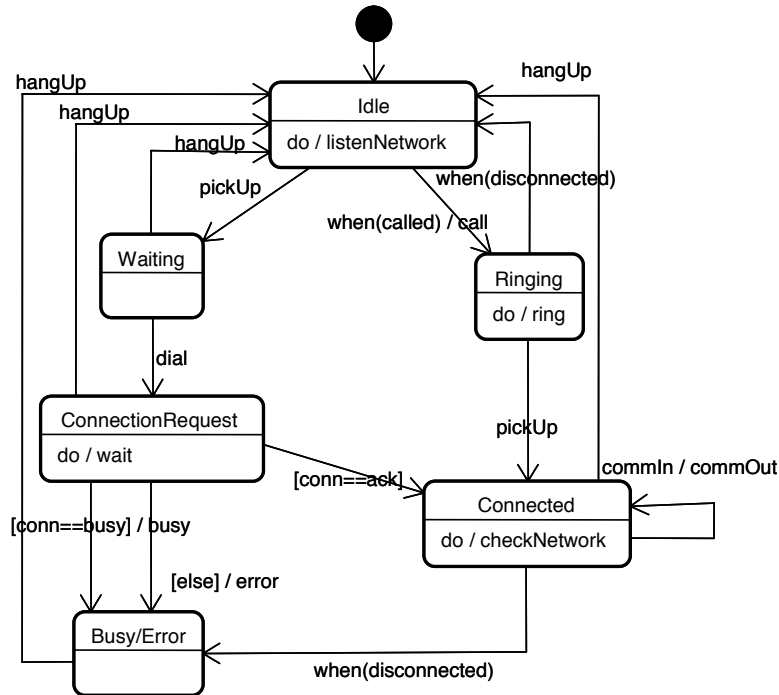 hangUp
hangUp
Idle
hangUp
do / listenNetwork
hangUp
when(disconnected)
pickUp
when(called) / call
Waiting
Ringing
do / ring
dial
ConnectionRequest
do / wait
pickUp
commIn / commOut
[conn==ack]
Connected
do / checkNetwork
[conn==busy] / busy
[else] / error
Busy/Error
when(disconnected)